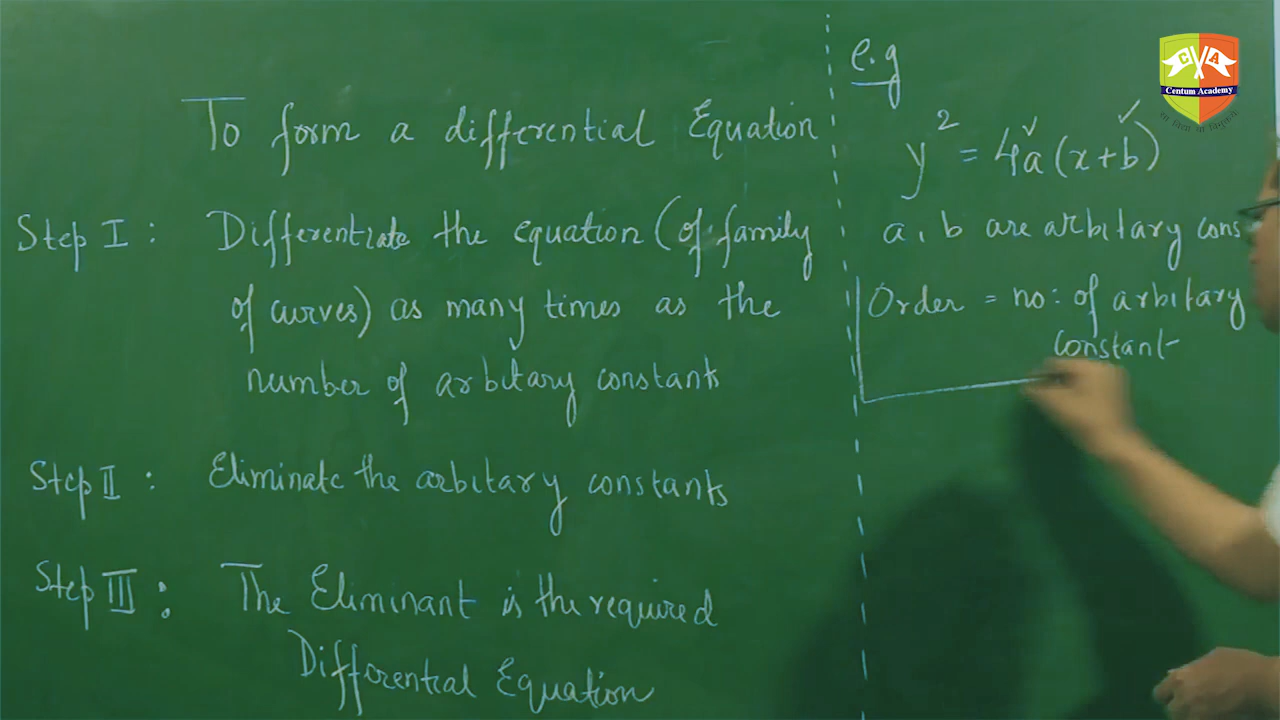 To form a differential Equation
Step I : Differentiate the equation (of family
of curves) as many times as the
number of arbitary constants
Step II : Eliminate the arbitary constants
Step III : The Eliminant is the required
Differential Equation
e.g
y² = 4a(x+b)
a, b are arbitary cons
Order = no: of arbitary
constant
C A
Centum Academy